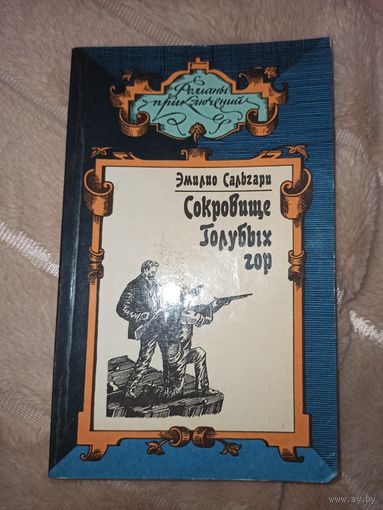 Романы
приключений
Эмилио Сальгари
Сокровище
Голубых
гор
www.ay.by